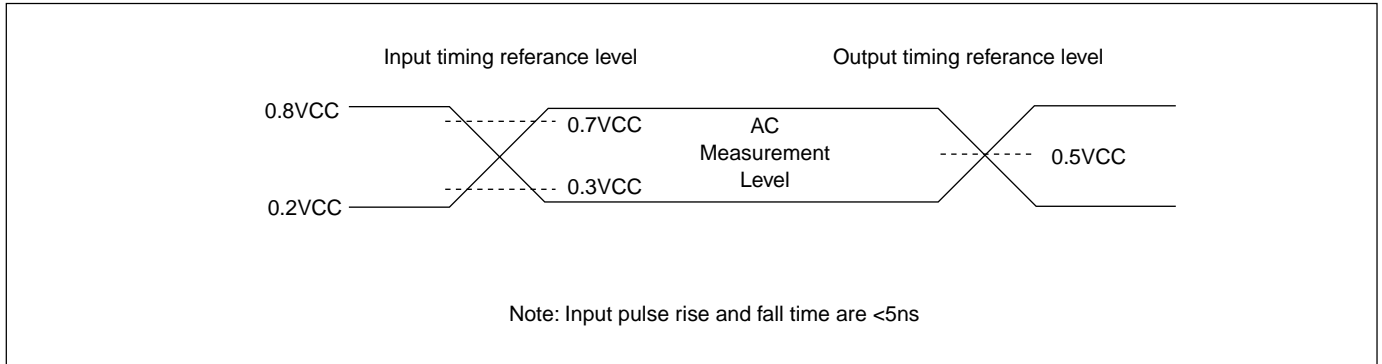 Input timing referance level
Output timing referance level
0.8VCC
0.7VCC
AC
Measurement
Level
0.5VCC
0.3VCC
0.2VCC
Note: Input pulse rise and fall time are <5ns